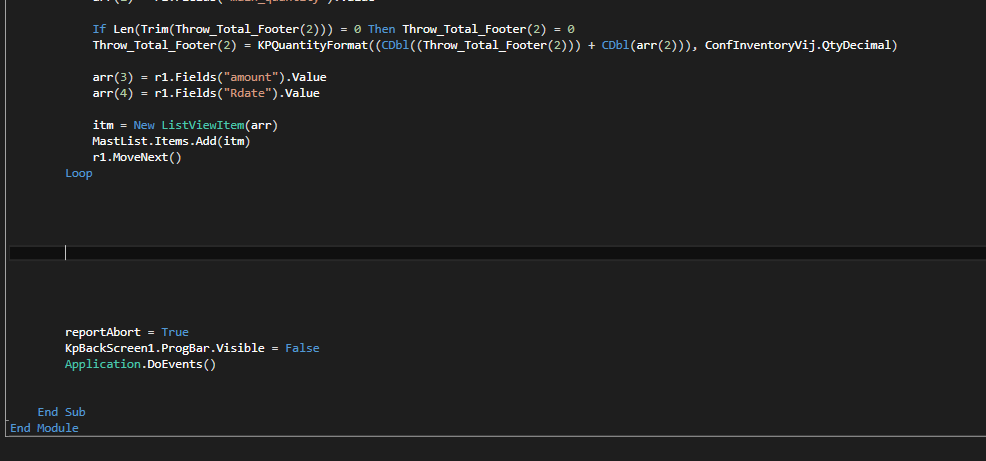 If Len(Trim(Throw_Total_Footer(2))) = 0 Then Throw_Total_Footer(2) = 0
Throw_Total_Footer(2) = KPQuantityFormat((CDbl((Throw_Total_Footer(2))) + CDbl(arr(2))), ConfInventoryVij.QtyDecimal)
arr(3) = r1.Fields("amount").Value
arr(4) = r1.Fields("Rdate").Value
itm = New ListViewItem(arr)
MastList.Items.Add(itm)
r1.MoveNext()
Loop
reportAbort = True
KpBackScreen1.ProgBar.Visible = False
Application.DoEvents()
End Sub
End Module